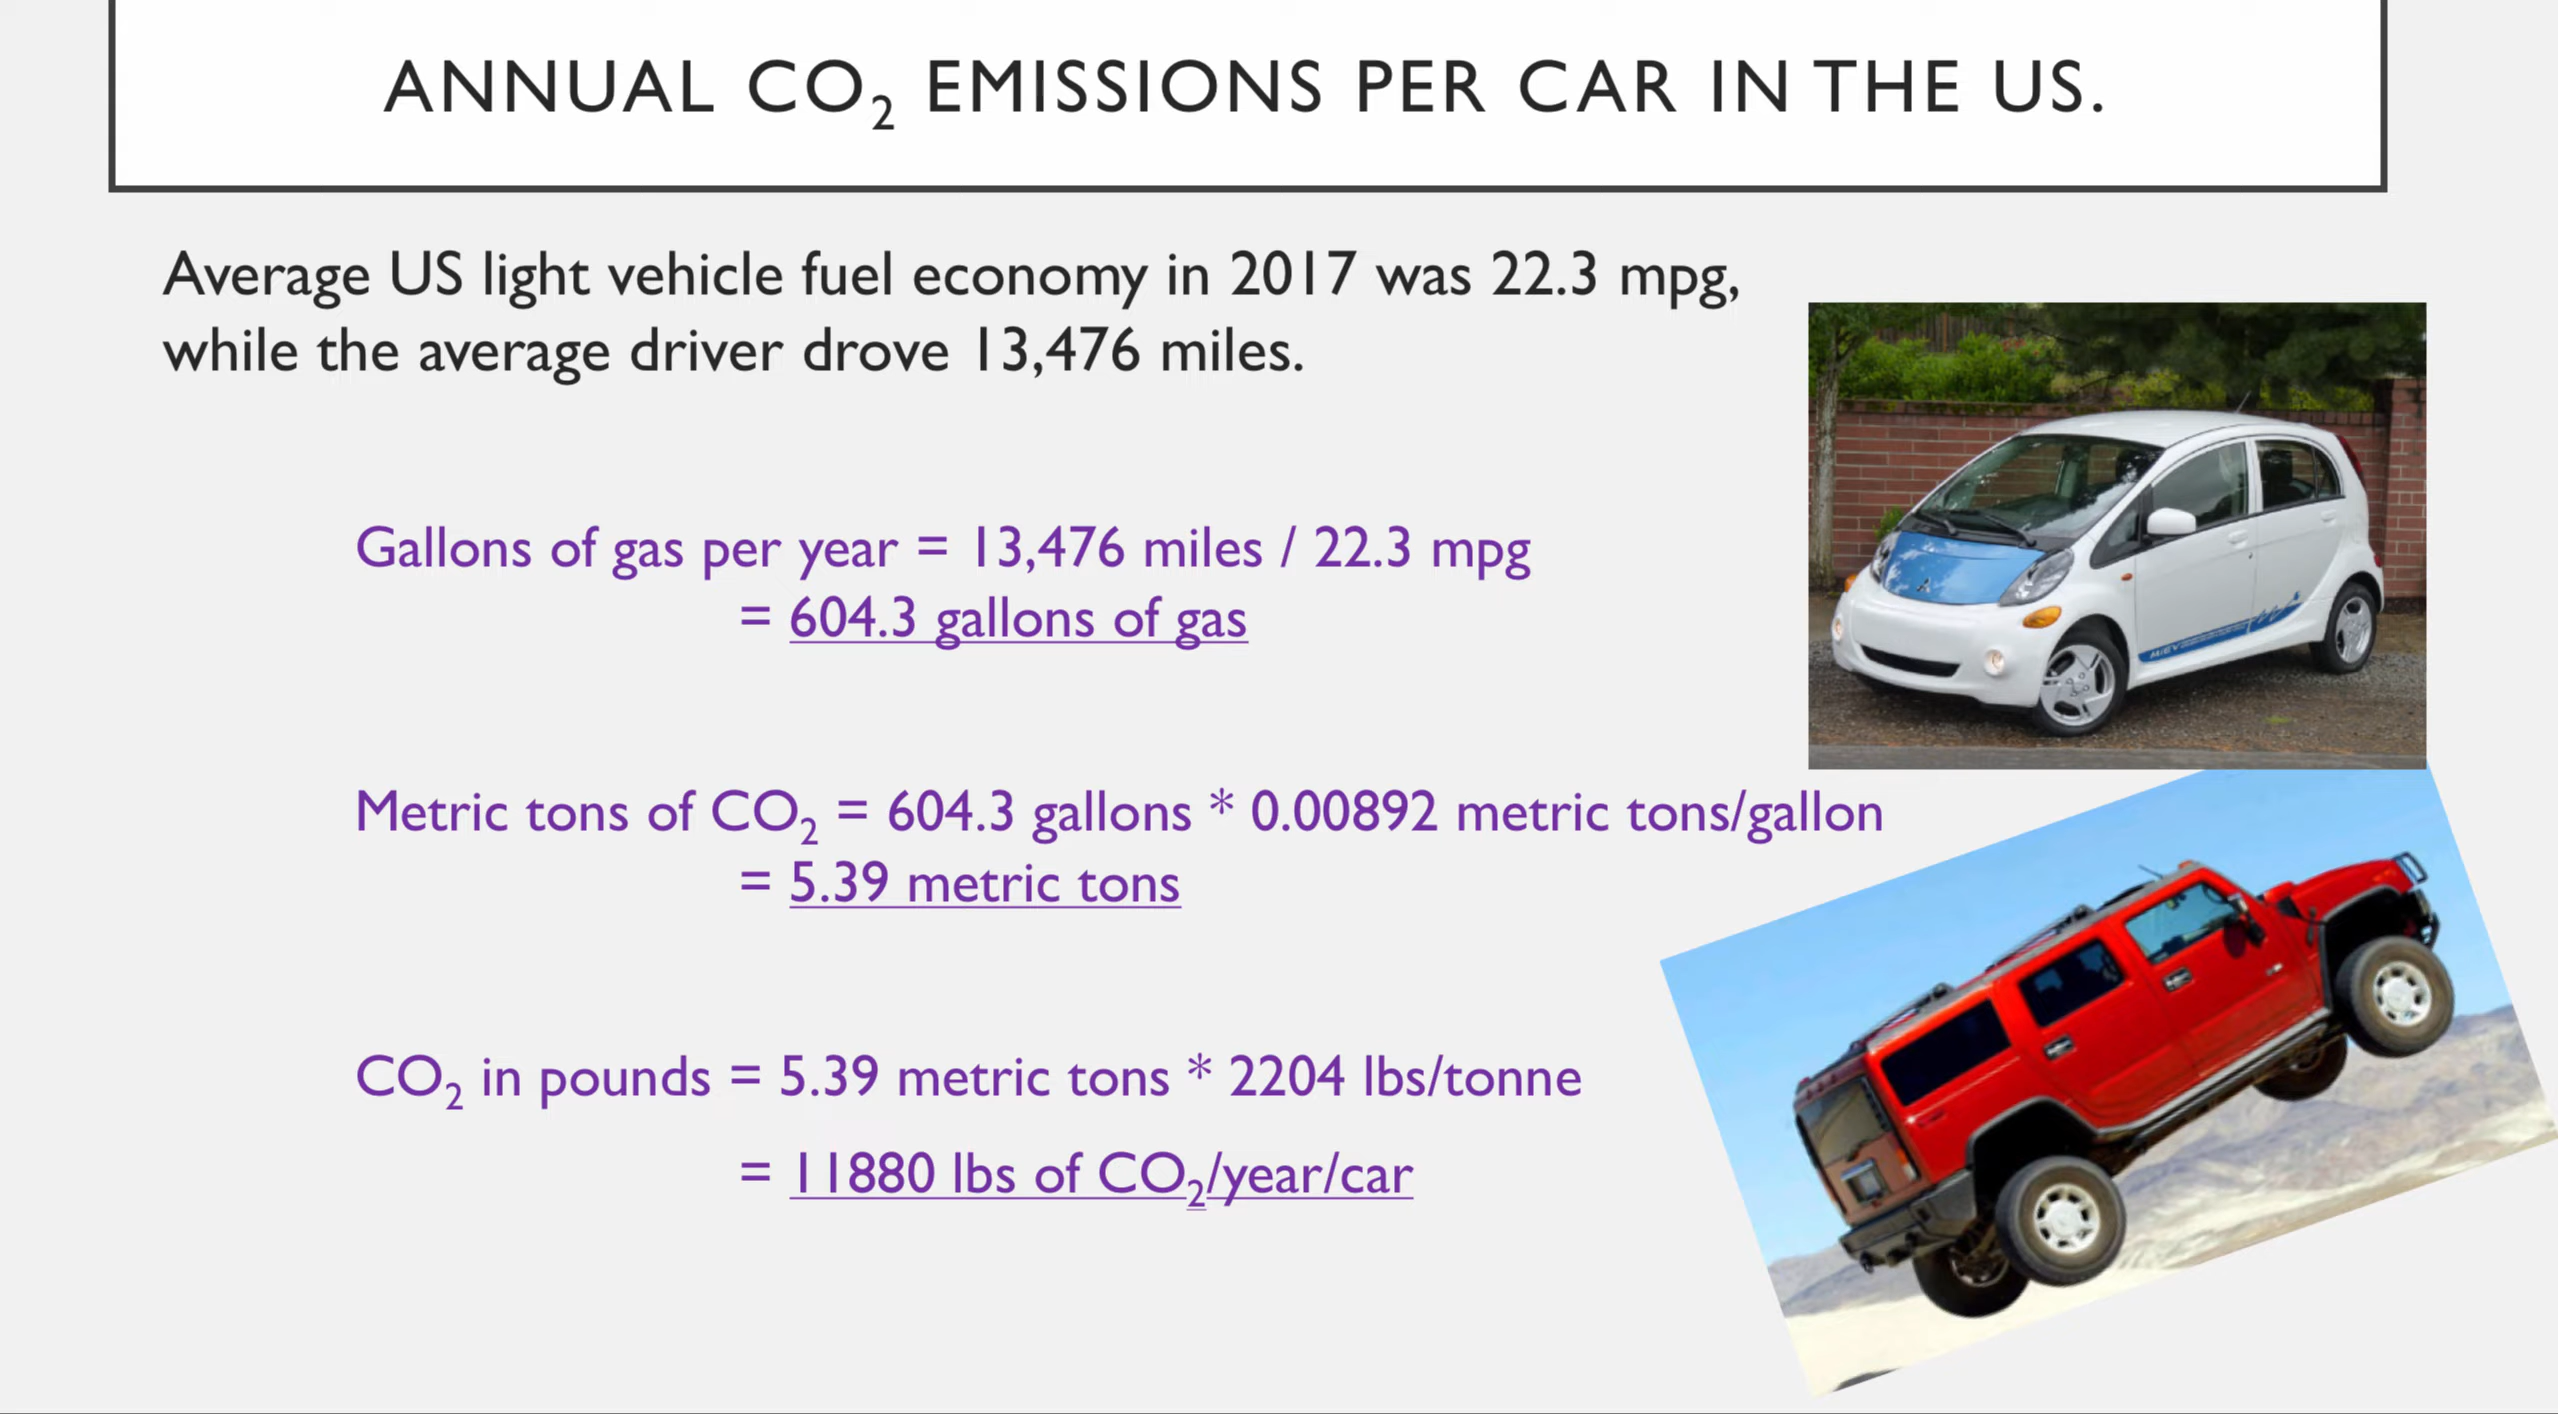 ANNUAL CO₂ EMISSIONS PER CAR IN THE US.
Average US light vehicle fuel economy in 2017 was 22.3 mpg,
while the average driver drove 13,476 miles.
Gallons of gas per year = 13,476 miles / 22.3 mpg
= 604.3 gallons of gas
Metric tons of CO₂ = 604.3 gallons * 0.00892 metric tons/gallon
= 5.39 metric tons
CO₂ in pounds = 5.39 metric tons * 2204 lbs/tonne
= 11880 lbs of CO₂/year/car
MiEV